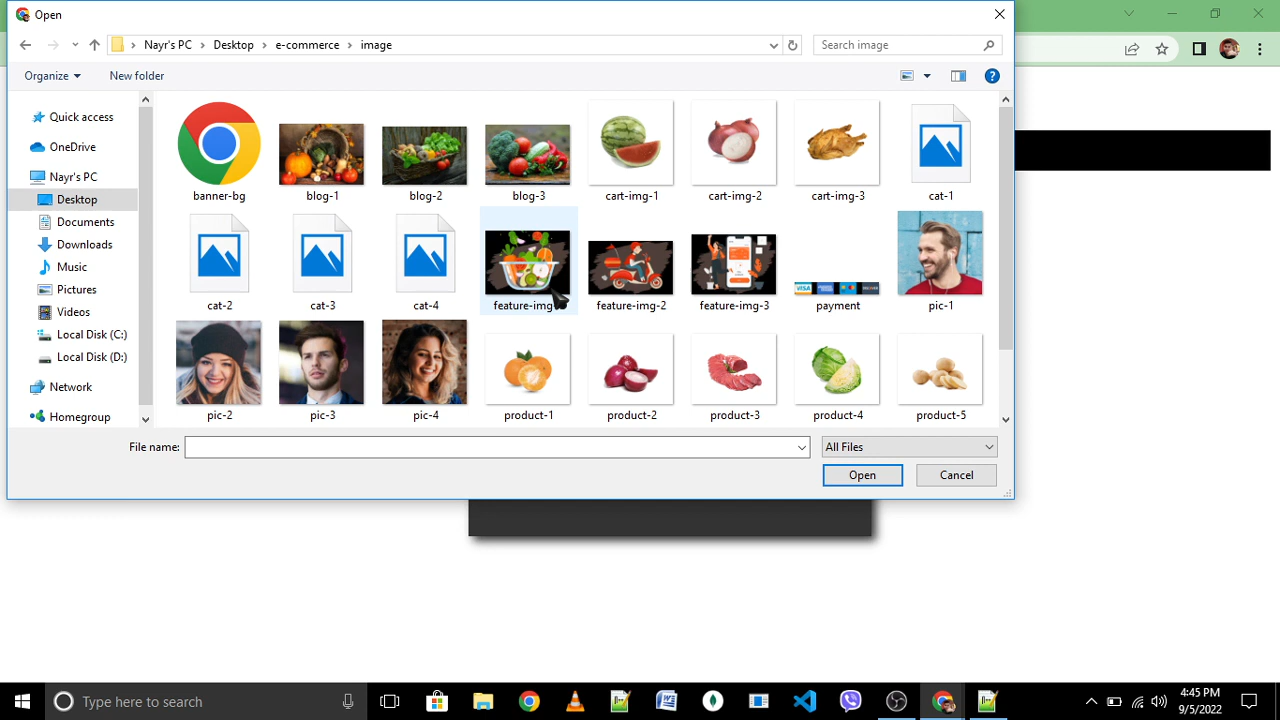 Open
Nayr's PC
Desktop
e-commerce
image
Search image
Organize
New folder
Quick access
OneDrive
Nayr's PC
Desktop
Documents
Downloads
Music
Pictures
Videos
Local Disk (C:)
Local Disk (D:)
Network
Homegroup
banner-bg
blog-1
blog-2
blog-3
cart-img-1
cart-img-2
cart-img-3
cat-1
cat-2
cat-3
cat-4
feature-img
feature-img-2
feature-img-3
VISA
DISCOVER
payment
pic-1
pic-2
pic-3
pic-4
product-1
product-2
product-3
product-4
product-5
File name:
All Files
Open
Cancel
Type here to search
4:45 PM
9/5/2022